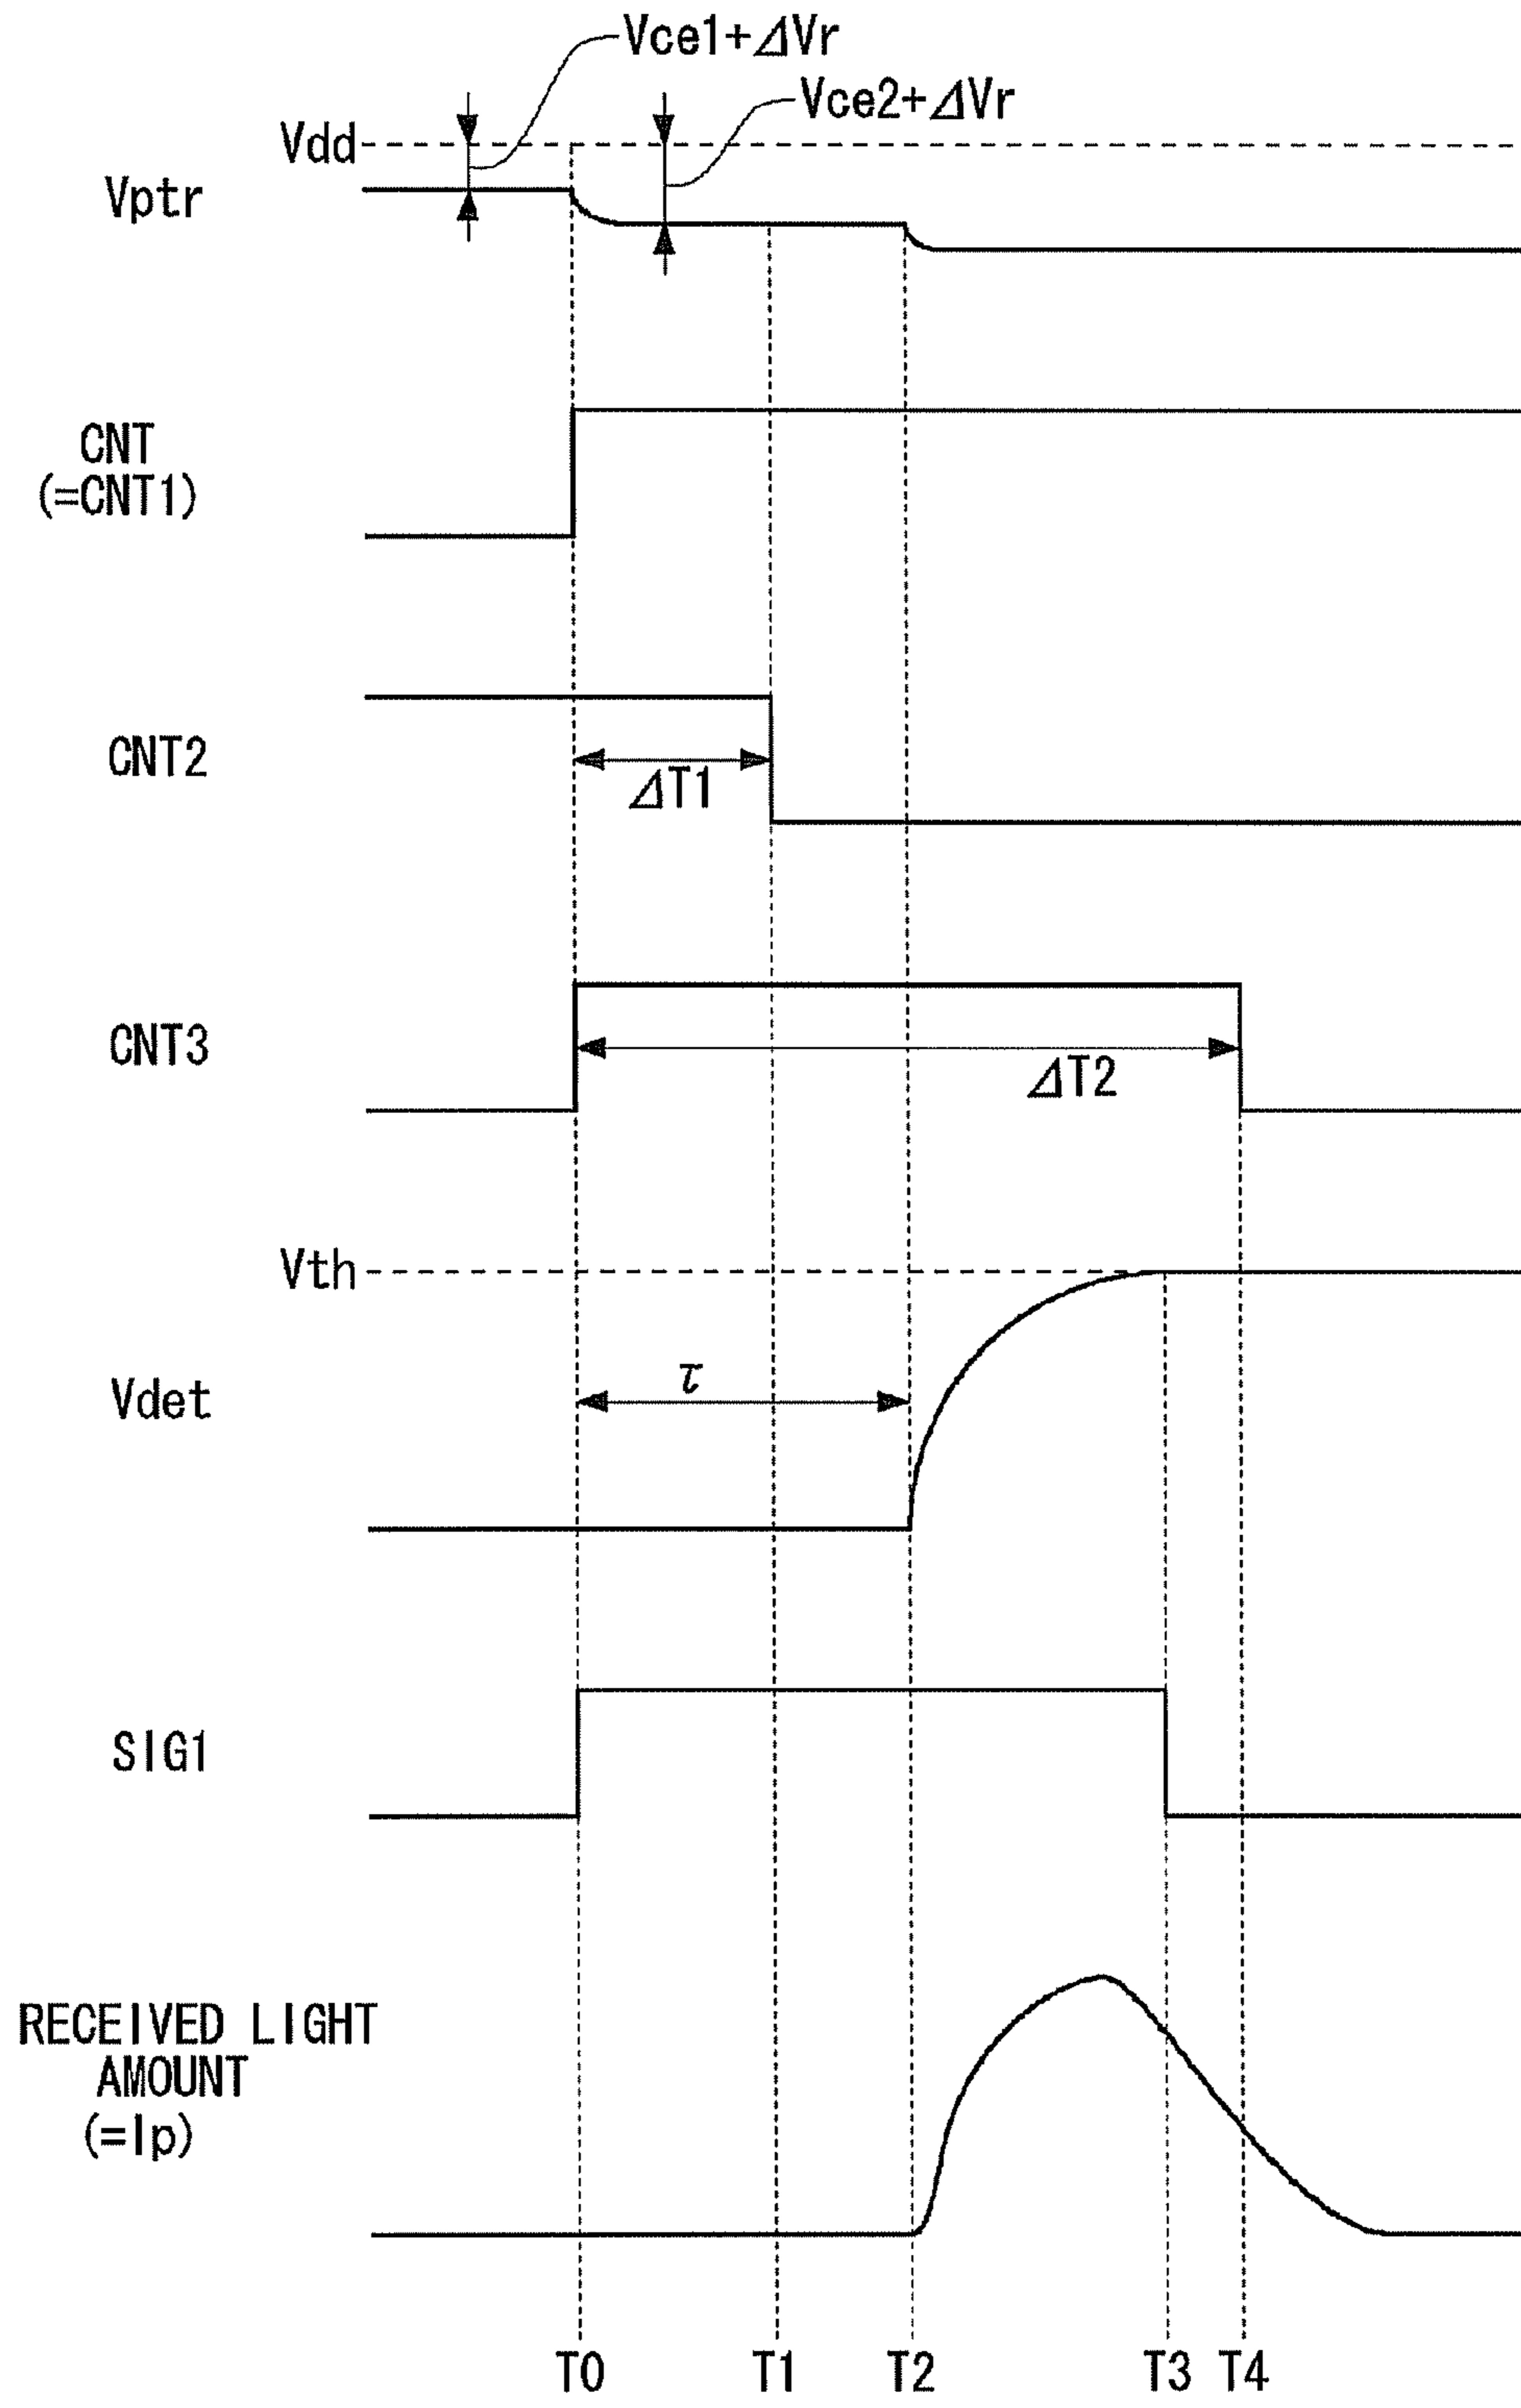 Vce1+ΔVr
Vce2+ΔVr
Vdd
Vptr
CNT
(=CNT1)
CNT2
ΔT1
CNT3
ΔT2
Vth
τ
Vdet
SIG1
RECEIVED LIGHT
AMOUNT
(=Ip)
T0 T1 T2 T3 T4